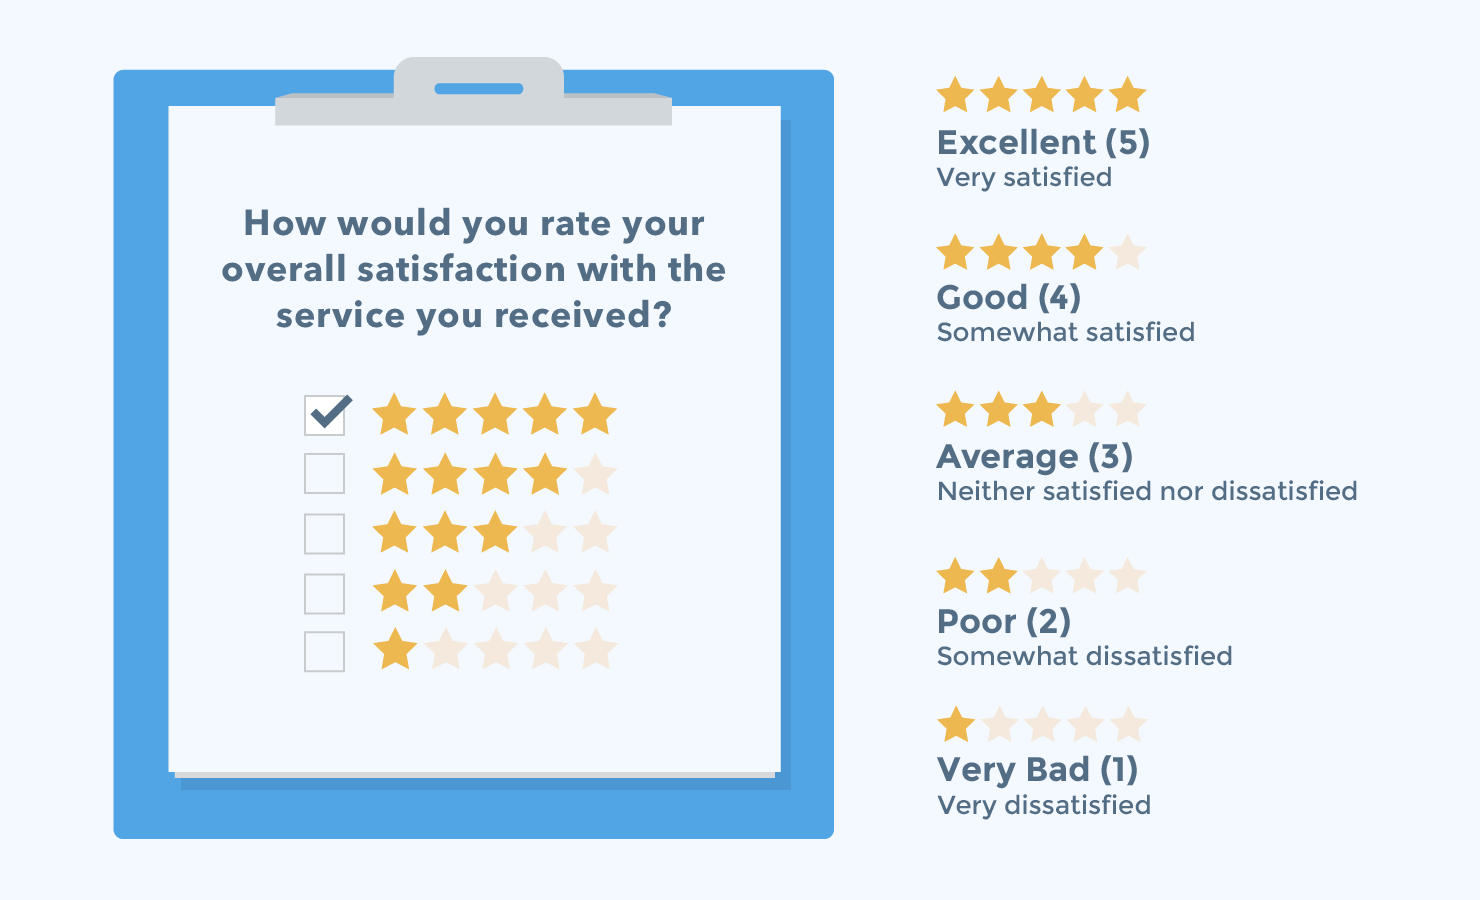 How would you rate your
overall satisfaction with the
service you received?
Excellent (5)
Very satisfied
Good (4)
Somewhat satisfied
Average (3)
Neither satisfied nor dissatisfied
Poor (2)
Somewhat dissatisfied
Very Bad (1)
Very dissatisfied